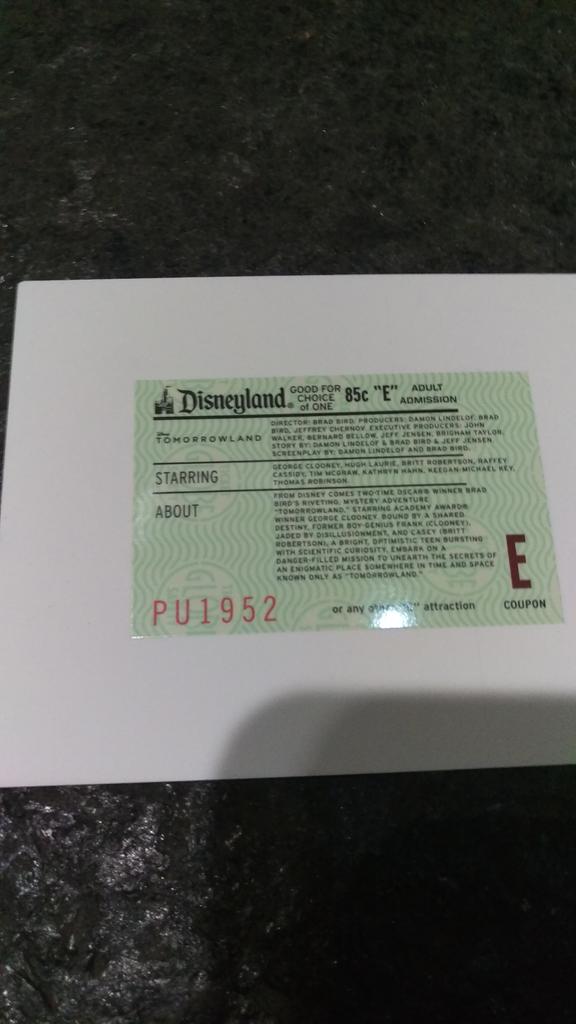 Disneyland® GOOD FOR CHOICE of ONE 85c "E" ADULT ADMISSION
Disney
TOMORROWLAND
DIRECTOR: BRAD BIRD. PRODUCERS: DAMON LINDELOF, BRAD
BIRD, JEFFREY CHERNOV. EXECUTIVE PRODUCERS: JOHN
WALKER, BERNARD BELLEW, JEFF JENSEN, BRIGHAM TAYLOR.
STORY BY: DAMON LINDELOF & BRAD BIRD & JEFF JENSEN.
SCREENPLAY BY: DAMON LINDELOF AND BRAD BIRD.
STARRING
GEORGE CLOONEY, HUGH LAURIE, BRITT ROBERTSON, RAFFEY
CASSIDY, TIM MCGRAW, KATHRYN HAHN, KEEGAN-MICHAEL KEY,
THOMAS ROBINSON.
ABOUT
FROM DISNEY COMES TWO-TIME OSCAR® WINNER BRAD
BIRD'S RIVETING, MYSTERY ADVENTURE
"TOMORROWLAND," STARRING ACADEMY AWARD®
WINNER GEORGE CLOONEY. BOUND BY A SHARED
DESTINY, FORMER BOY-GENIUS FRANK (CLOONEY),
JADED BY DISILLUSIONMENT, AND CASEY (BRITT
ROBERTSON), A BRIGHT, OPTIMISTIC TEEN BURSTING
WITH SCIENTIFIC CURIOSITY, EMBARK ON A
DANGER-FILLED MISSION TO UNEARTH THE SECRETS OF
AN ENIGMATIC PLACE SOMEWHERE IN TIME AND SPACE
KNOWN ONLY AS "TOMORROWLAND."
E
COUPON
PU1952
or any attraction